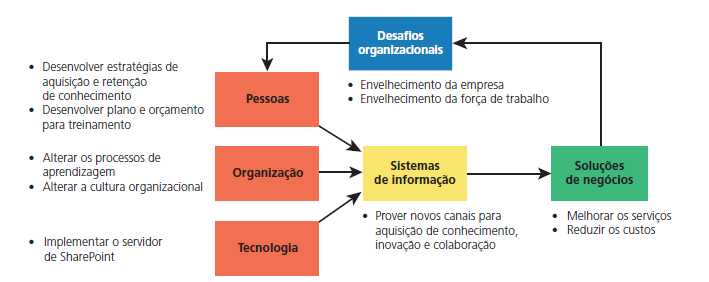 Desafios
organizacionais
• Envelhecimento da empresa
• Envelhecimento da força de trabalho
• Desenvolver estratégias de
aquisição e retenção
de conhecimento
• Desenvolver plano e orçamento
para treinamento
Pessoas
• Alterar os processos de
aprendizagem
• Alterar a cultura organizacional
Organização
• Implementar o servidor
de SharePoint
Tecnologia
Sistemas
de informação
• Prover novos canais para
aquisição de conhecimento,
inovação e colaboração
Soluções
de negócios
• Melhorar os serviços
• Reduzir os custos